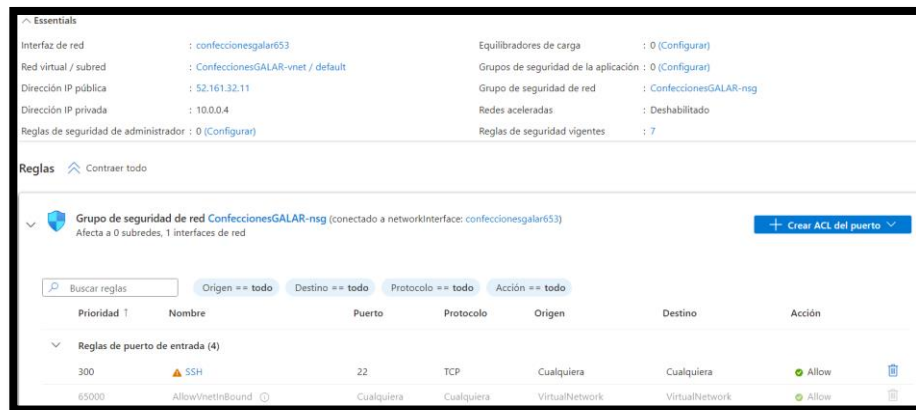 Essentials
Interfaz de red : confeccionesgalar653 Equilibradores de carga : 0 (Configurar)
Red virtual / subred : ConfeccionesGALAR-vnet / default Grupos de seguridad de la aplicación : 0 (Configurar)
Dirección IP pública : 52.161.32.11 Grupo de seguridad de red : ConfeccionesGALAR-nsg
Dirección IP privada : 10.0.0.4 Redes aceleradas : Deshabilitado
Reglas de seguridad de administrador : 0 (Configurar) Reglas de seguridad vigentes : 7
Reglas Contraer todo
Grupo de seguridad de red ConfeccionesGALAR-nsg (conectado a networkInterface: confeccionesgalar653)
Afecta a 0 subredes, 1 interfaces de red
+ Crear ACL del puerto
Buscar reglas Origen == todo Destino == todo Protocolo == todo Acción == todo
Prioridad ↑ Nombre Puerto Protocolo Origen Destino Acción
Reglas de puerto de entrada (4)
300 SSH 22 TCP Cualquiera Cualquiera Allow
65000 AllowVnetInBound Cualquiera Cualquiera VirtualNetwork VirtualNetwork Allow